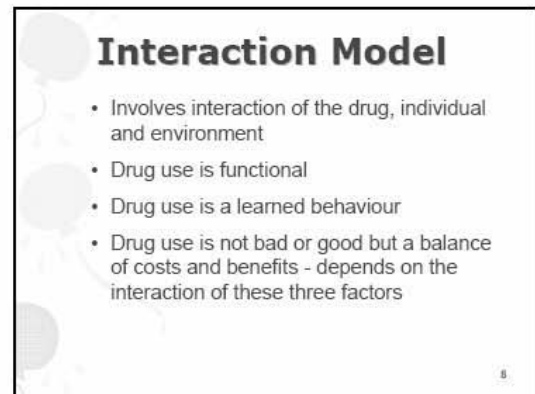 Interaction Model
• Involves interaction of the drug, individual
and environment
• Drug use is functional
• Drug use is a learned behaviour
• Drug use is not bad or good but a balance
of costs and benefits - depends on the
interaction of these three factors
8